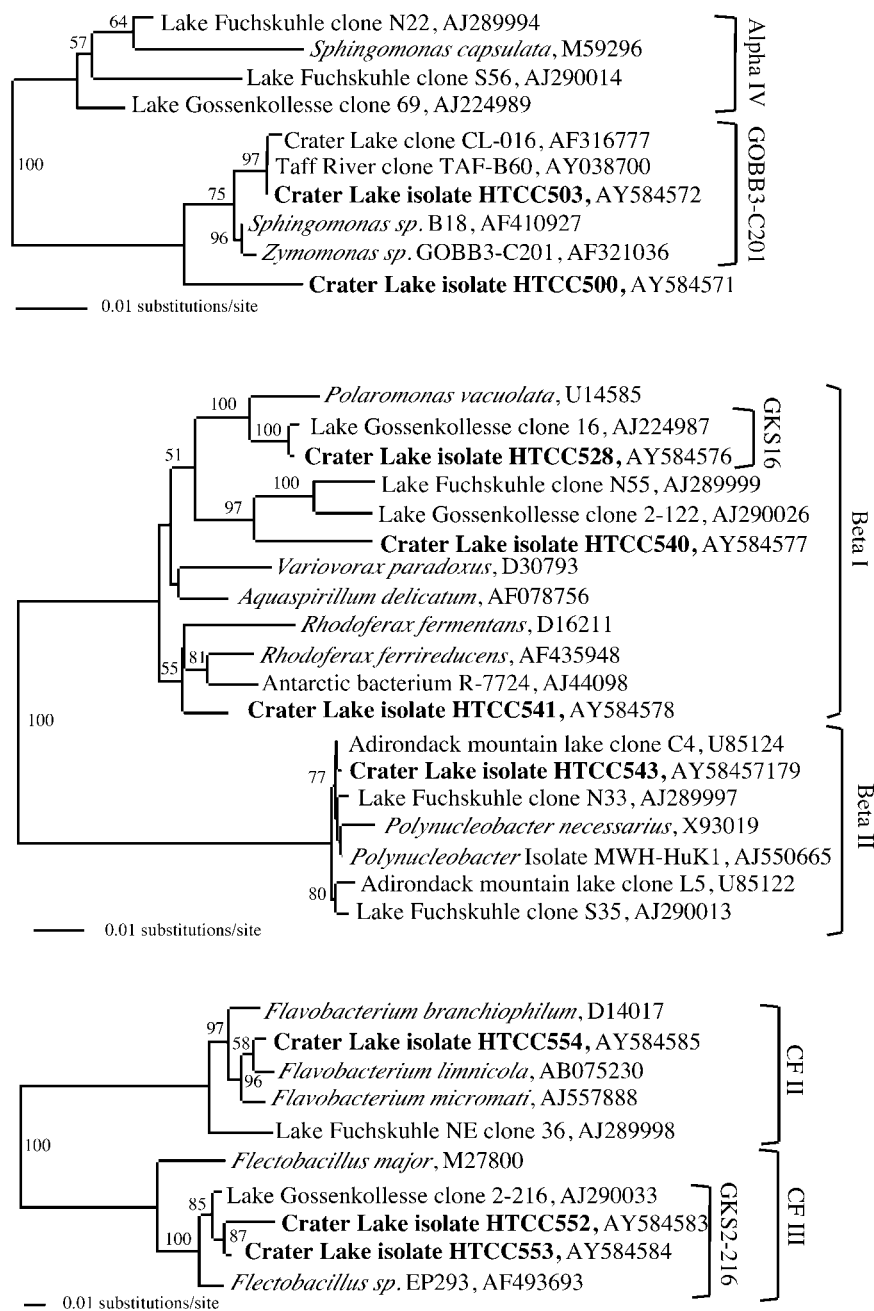 64
Lake Fuchskuhle clone N22, AJ289994
57
Sphingomonas capsulata, M59296
Lake Fuchskuhle clone S56, AJ290014
Lake Gossenkollesse clone 69, AJ224989
Alpha IV
100
Crater Lake clone CL-016, AF316777
97
Taff River clone TAF-B60, AY038700
75
Crater Lake isolate HTCC503, AY584572
Sphingomonas sp. B18, AF410927
96
Zymomonas sp. GOBB3-C201, AF321036
GOBB3-C201
Crater Lake isolate HTCC500, AY584571
0.01 substitutions/site
Polaromonas vacuolata, U14585
100
Lake Gossenkollesse clone 16, AJ224987
100
Crater Lake isolate HTCC528, AY584576
GKS16
51
Lake Fuchskuhle clone N55, AJ289999
100
97
Lake Gossenkollesse clone 2-122, AJ290026
Crater Lake isolate HTCC540, AY584577
Variovorax paradoxus, D30793
Aquaspirillum delicatum, AF078756
Rhodoferax fermentans, D16211
Rhodoferax ferrireducens, AF435948
81
55
Antarctic bacterium R-7724, AJ44098
Crater Lake isolate HTCC541, AY584578
Beta I
100
Adirondack mountain lake clone C4, U85124
77
Crater Lake isolate HTCC543, AY58457179
Lake Fuchskuhle clone N33, AJ289997
Polynucleobacter necessarius, X93019
Polynucleobacter Isolate MWH-HuK1, AJ550665
80
Adirondack mountain lake clone L5, U85122
Lake Fuchskuhle clone S35, AJ290013
Beta II
0.01 substitutions/site
Flavobacterium branchiophilum, D14017
97
Crater Lake isolate HTCC554, AY584585
58
Flavobacterium limnicola, AB075230
96
Flavobacterium micromati, AJ557888
Lake Fuchskuhle NE clone 36, AJ289998
CF II
100
Flectobacillus major, M27800
Lake Gossenkollesse clone 2-216, AJ290033
85
Crater Lake isolate HTCC552, AY584583
87
100
Crater Lake isolate HTCC553, AY584584
Flectobacillus sp. EP293, AF493693
GKS2-216
CF III
0.01 substitutions/site